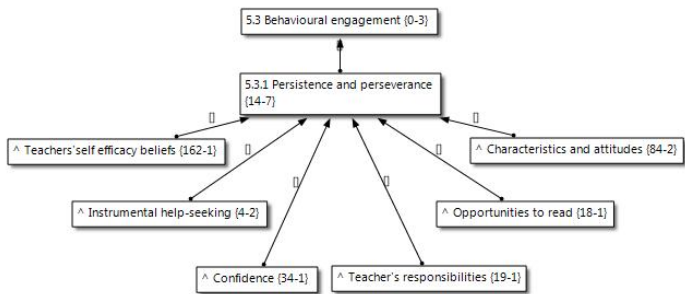 5.3 Behavioural engagement {0-3}
5.3.1 Persistence and perseverance
{14-7}
^ Teachers'self efficacy beliefs {162-1}
^ Characteristics and attitudes {84-2}
^ Instrumental help-seeking {4-2}
^ Opportunities to read {18-1}
^ Confidence {34-1}
^ Teacher's responsibilities {19-1}